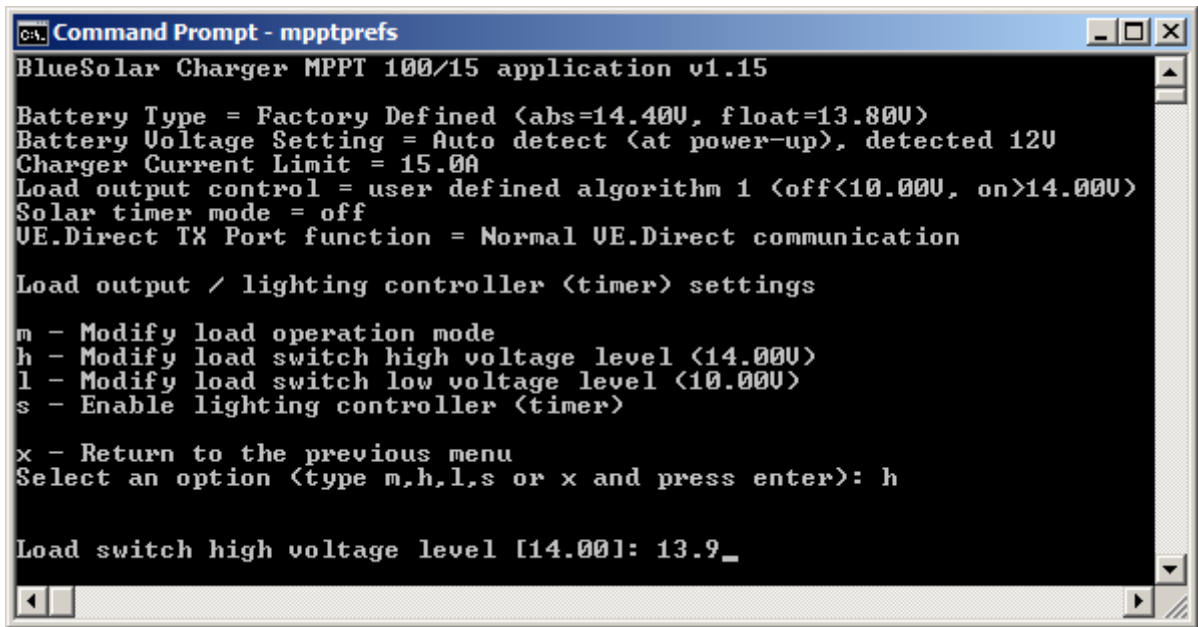 Command Prompt - mpptprefs
BlueSolar Charger MPPT 100/15 application v1.15
Battery Type = Factory Defined (abs=14.40V, float=13.80V)
Battery Voltage Setting = Auto detect (at power-up), detected 12V
Charger Current Limit = 15.0A
Load output control = user defined algorithm 1 (off<10.00V, on>14.00V)
Solar timer mode = off
VE.Direct TX Port function = Normal VE.Direct communication
Load output / lighting controller (timer) settings
m - Modify load operation mode
h - Modify load switch high voltage level (14.00V)
l - Modify load switch low voltage level (10.00V)
s - Enable lighting controller (timer)
x - Return to the previous menu
Select an option (type m,h,l,s or x and press enter): h
Load switch high voltage level [14.00]: 13.9_